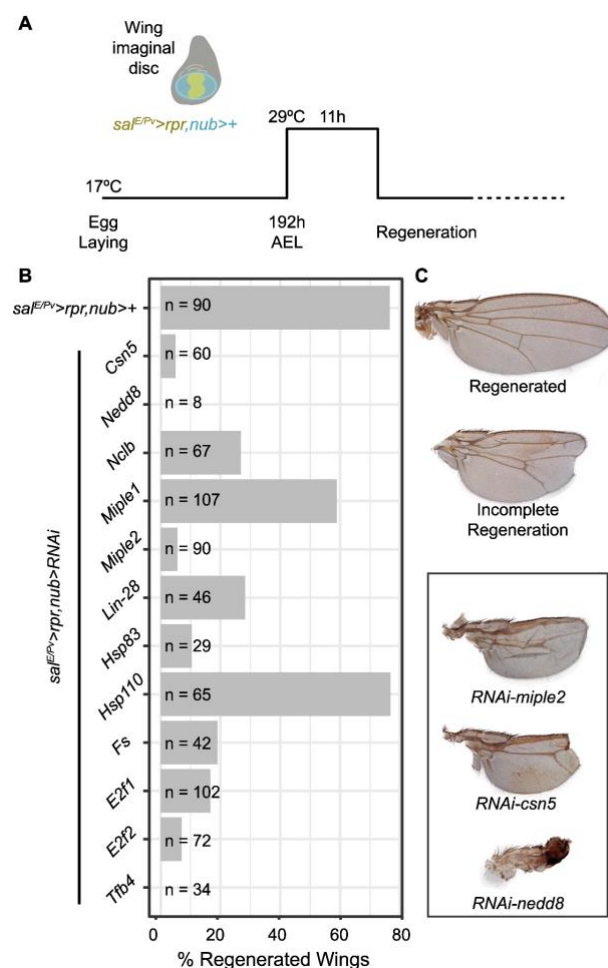 A
Wing
imaginal
disc
sal^E/Pv>rpr,nub>+
17ºC
29ºC 11h
Egg
Laying
192h
AEL
Regeneration
B
sal^E/Pv>rpr,nub>+ n = 90
sal^E/Pv>rpr,nub>RNAi
Csn5 n = 60
Nedd8 n = 8
Nclb n = 67
Miple1 n = 107
Miple2 n = 90
Lin-28 n = 46
Hsp83 n = 29
Hsp110 n = 65
Fs n = 42
E2f1 n = 102
E2f2 n = 72
Tfb4 n = 34
0 20 40 60 80
% Regenerated Wings
C
Regenerated
Incomplete
Regeneration
RNAi-miple2
RNAi-csn5
RNAi-nedd8